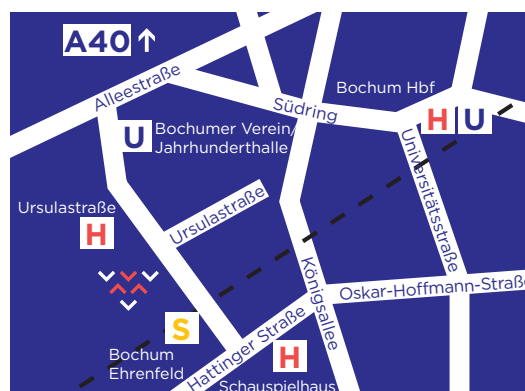 A40 ↑
Alleestraße
Südring
Bochum Hbf
H U
U Bochumer Verein/
Jahrhunderthalle
Universitätsstraße
Ursulastraße
H
Ursulastraße
Königsallee
Oskar-Hoffmann-Straße
S
Bochum
Ehrenfeld
Hattinger Straße
H
Schauspielhaus